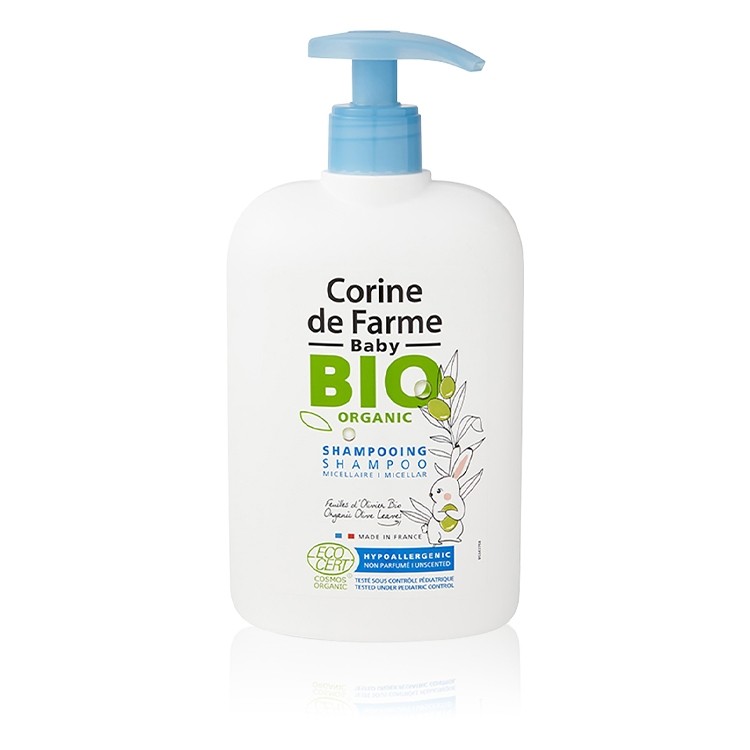 Corine
de Farme
Baby
BIO
ORGANIC
SHAMPOOING
SHAMPOO
MICELLAIRE | MICELLAR
Feuilles d'Olivier Bio
Organic Olive Leaves
MADE IN FRANCE
ECO
CERT
COSMOS
ORGANIC
HYPOALLERGENIC
NON PARFUMÉ | UNSCENTED
TESTÉ SOUS CONTRÔLE PÉDIATRIQUE
TESTED UNDER PEDIATRIC CONTROL